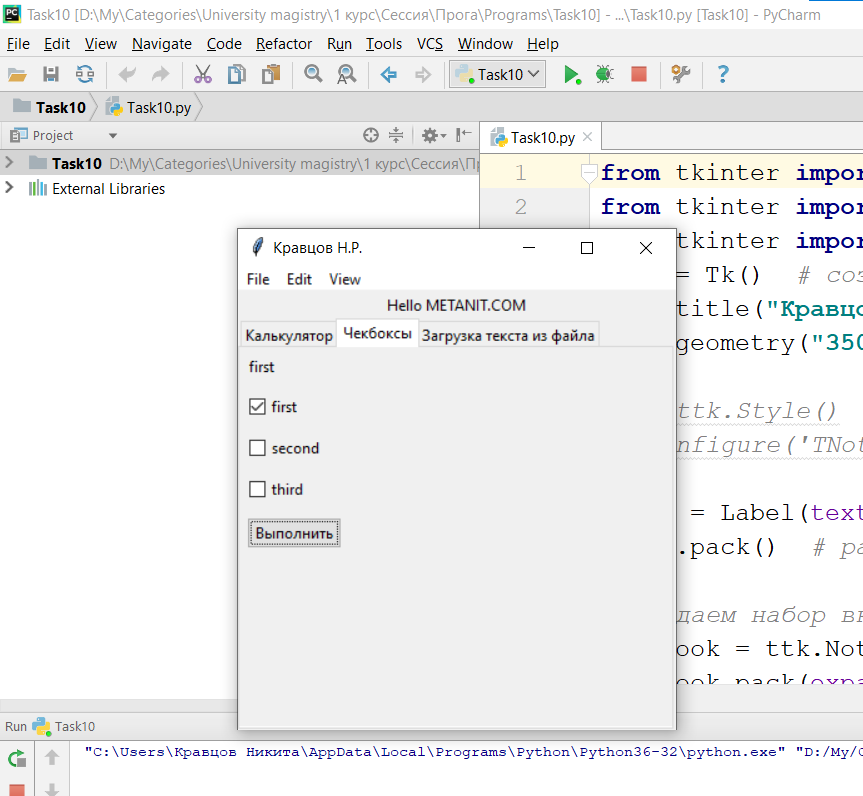 Task10 [D:\My\Categories\University magistry\1 курс\Сессия\Прога\Programs\Task10] - ...\Task10.py [Task10] - PyCharm
File Edit View Navigate Code Refactor Run Tools VCS Window Help
Task10
Task10 Task10.py
Project
Task10.py
Task10 D:\My\Categories\University magistry\1 курс\Сессия\П
External Libraries
1 from tkinter impor
2 from tkinter impor
tkinter impor
= Tk() # соз
title("Кравцо
geometry("350
ttk.Style()
nfigure('TNot
= Label(text
.pack() # ра
даем набор вк
ook = ttk.Not
ook.pack(expa
Кравцов Н.Р.
File Edit View
Hello METANIT.COM
Калькулятор Чекбоксы Загрузка текста из файла
first
first
second
third
Выполнить
Run Task10
"C:\Users\Кравцов Никита\AppData\Local\Programs\Python\Python36-32\python.exe" "D:/My/C